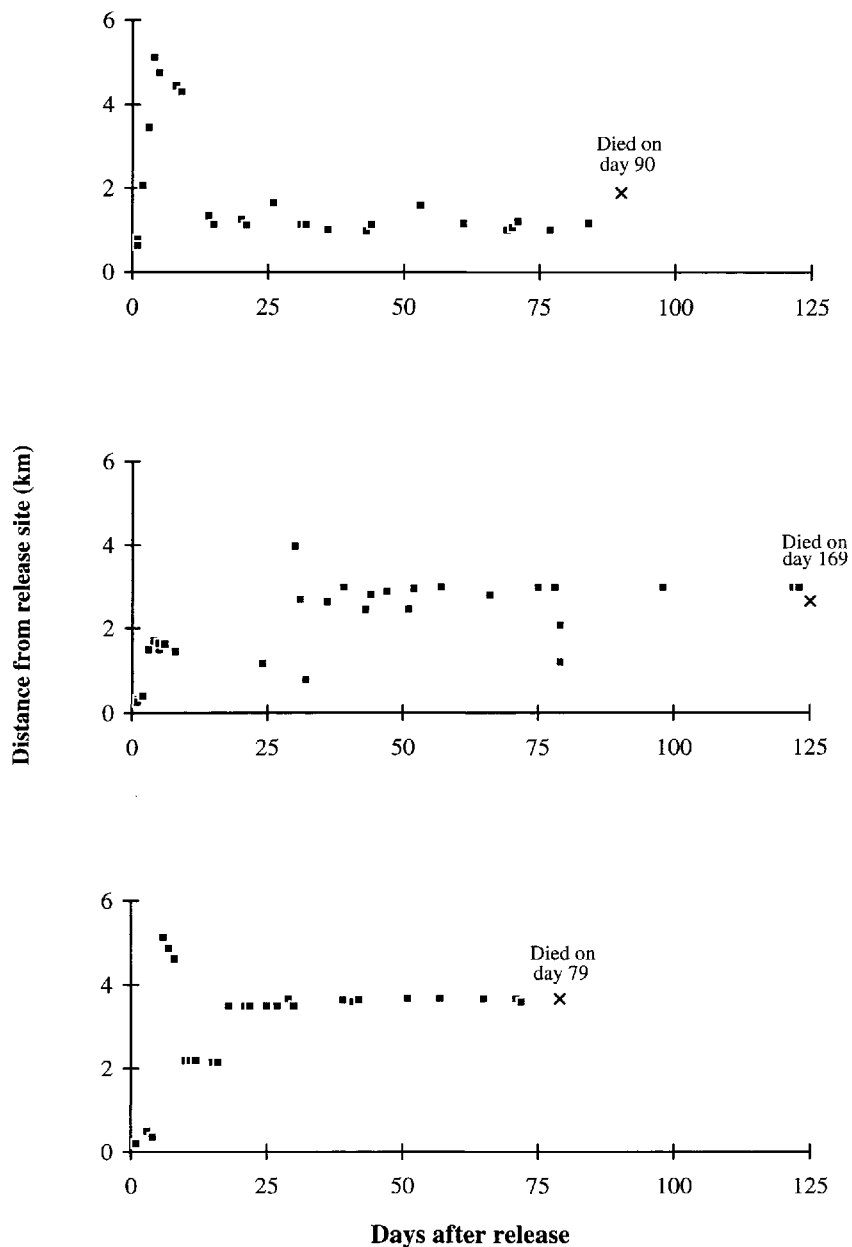 6
4
2
0
Died on
day 90
0 25 50 75 100 125
Distance from release site (km)
6
4
2
0
Died on
day 169
0 25 50 75 100 125
6
4
2
0
Died on
day 79
0 25 50 75 100 125
Days after release